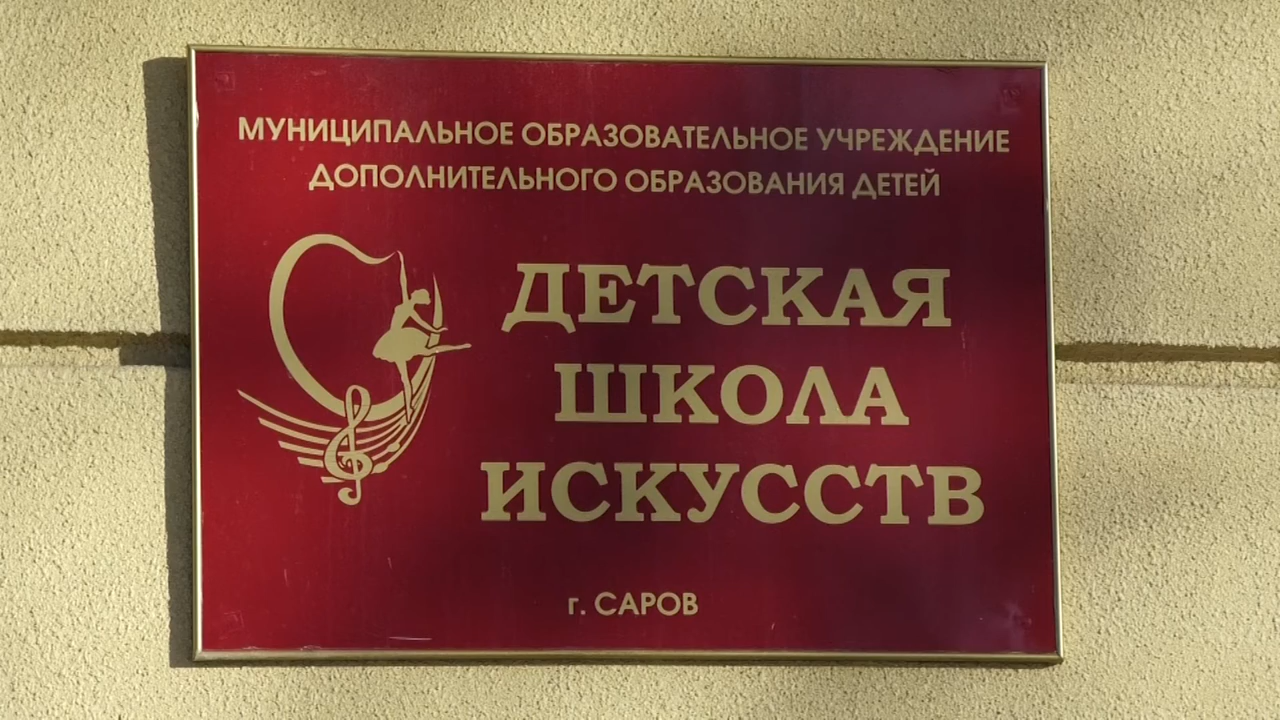 МУНИЦИПАЛЬНОЕ ОБРАЗОВАТЕЛЬНОЕ УЧРЕЖДЕНИЕ
ДОПОЛНИТЕЛЬНОГО ОБРАЗОВАНИЯ ДЕТЕЙ
ДЕТСКАЯ
ШКОЛА
ИСКУССТВ
г. САРОВ